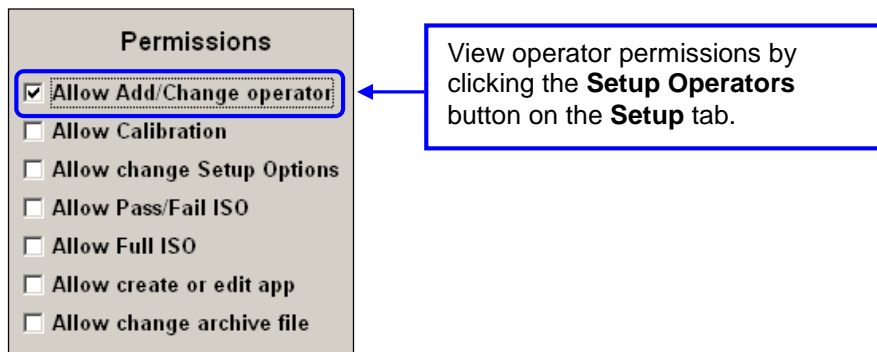 Permissions
Allow Add/Change operator
Allow Calibration
Allow change Setup Options
Allow Pass/Fail ISO
Allow Full ISO
Allow create or edit app
Allow change archive file
View operator permissions by
clicking the Setup Operators
button on the Setup tab.